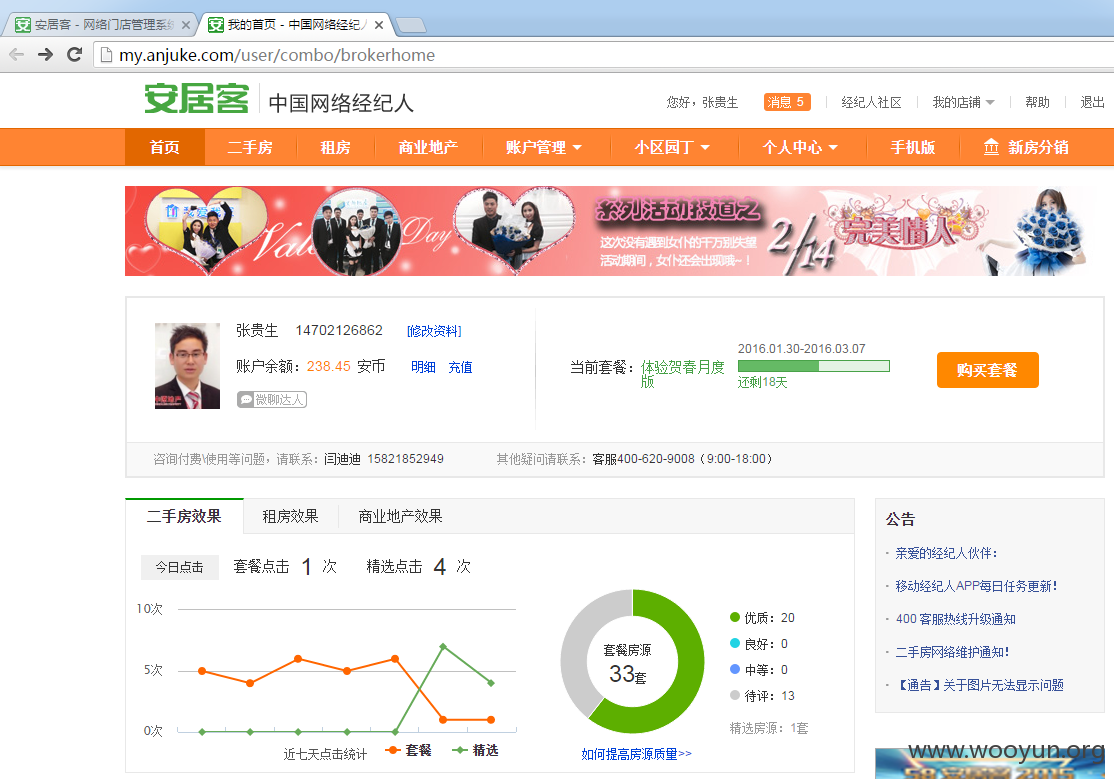 安居客 - 网络门店管理系统
我的首页 - 中国网络经纪人
my.anjuke.com/user/combo/brokerhome
安居客 中国网络经纪人
您好，张贵生 消息 5 经纪人社区 我的店铺 帮助 退出
首页 二手房 租房 商业地产 账户管理 小区园丁 个人中心 手机版 新房分销
我爱我
Vale Day
系列活动报道之
这次没有遇到女仆的千万别失望
活动期间，女仆还会出现哦~！
2/14
完美情人
张贵生 14702126862 [修改资料]
账户余额：238.45 安币 明细 充值
微聊达人
当前套餐：体验贺春月度版
2016.01.30-2016.03.07
还剩18天
购买套餐
咨询付费\使用等问题，请联系：闫迪迪 15821852949
其他疑问请联系：客服400-620-9008（9:00-18:00）
二手房效果 租房效果 商业地产效果
今日点击 套餐点击 1 次 精选点击 4 次
10次
5次
0次
近七天点击统计 套餐 精选
套餐房源
33套
优质：20
良好：0
中等：0
待评：13
精选房源：1套
如何提高房源质量>>
公告
· 亲爱的经纪人伙伴：
· 移动经纪人APP每日任务更新！
· 400 客服热线升级通知
· 二手房网络维护通知！
· 【通告】关于图片无法显示问题
www.wooyun.org